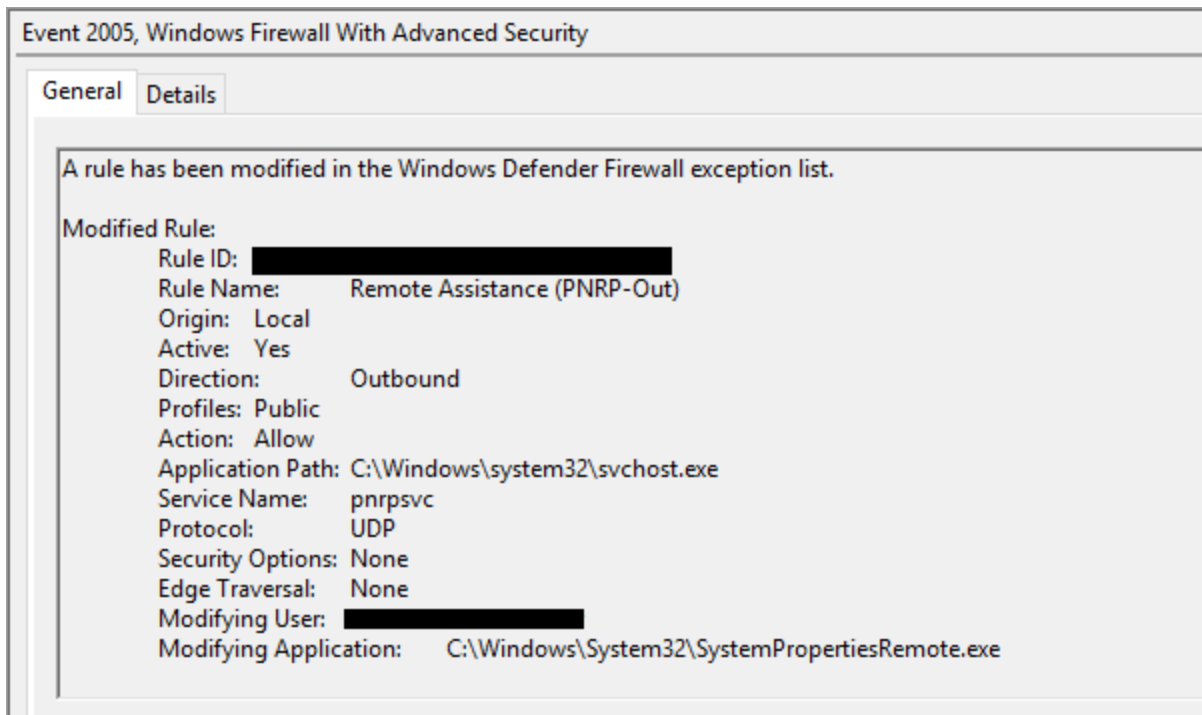 Event 2005, Windows Firewall With Advanced Security
General Details
A rule has been modified in the Windows Defender Firewall exception list.
Modified Rule:
Rule ID:
Rule Name: Remote Assistance (PNRP-Out)
Origin: Local
Active: Yes
Direction: Outbound
Profiles: Public
Action: Allow
Application Path: C:\Windows\system32\svchost.exe
Service Name: pnrpsvc
Protocol: UDP
Security Options: None
Edge Traversal: None
Modifying User:
Modifying Application: C:\Windows\System32\SystemPropertiesRemote.exe